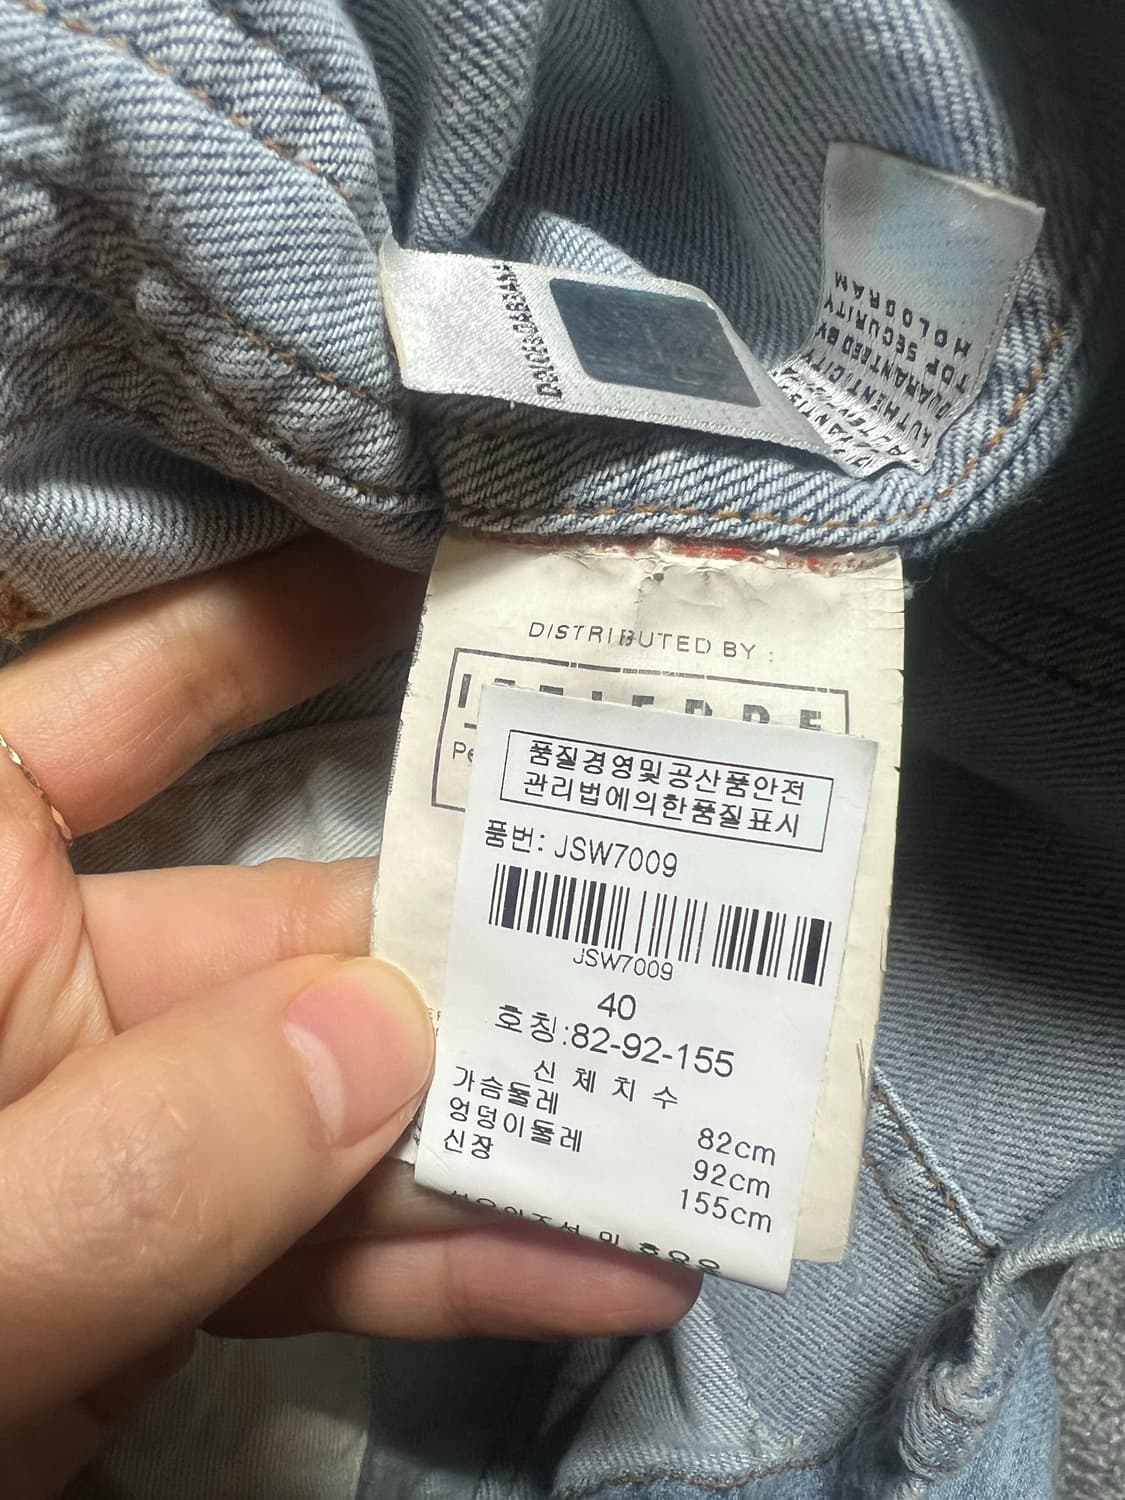 HOLOGRAM
TOP SECURITY
GUARANTEED BY
AUTHENTICITY
DISTRIBUTED BY :
ITTIERRE
품질경영및공산품안전
관리법에의한품질표시
품번: JSW7009
JSW7009
40
호칭:82-92-155
신 체 치 수
가슴둘레 82cm
엉덩이둘레 92cm
신장 155cm